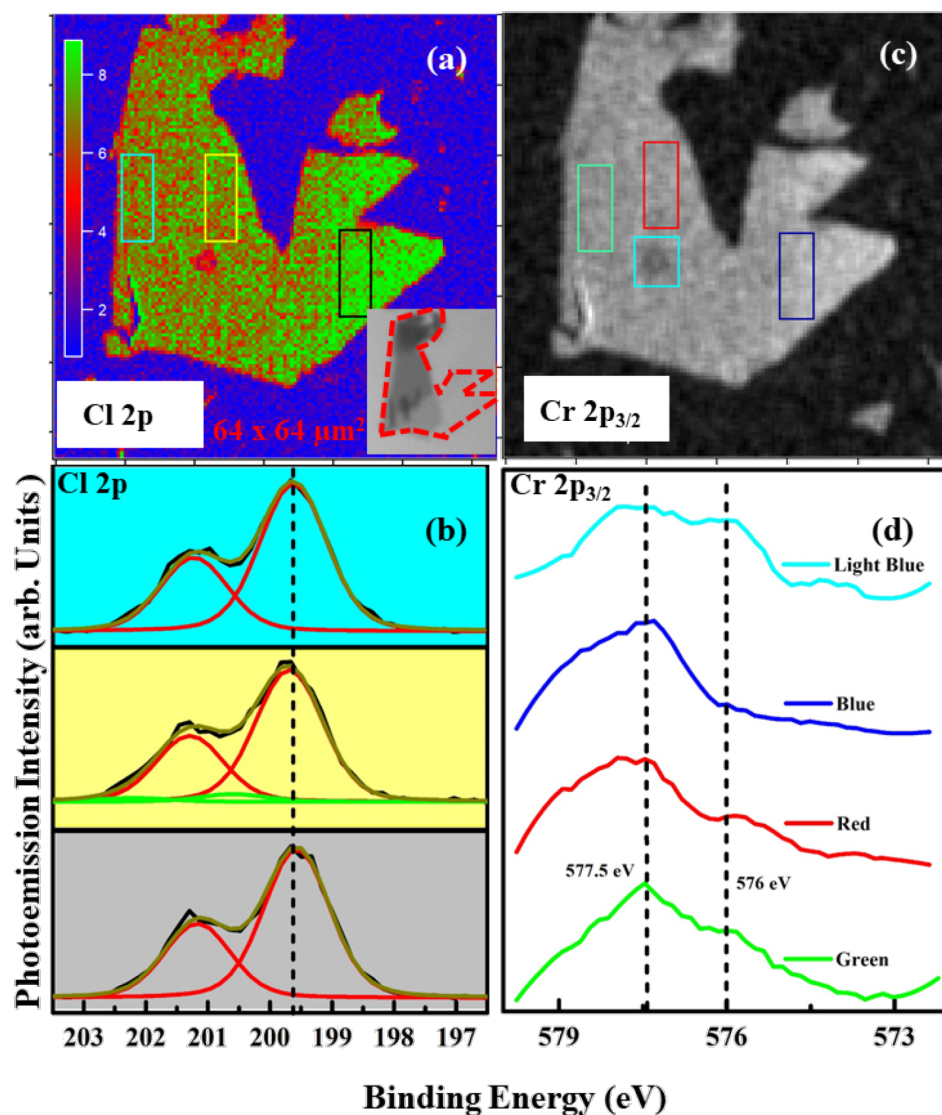 (a)
8
6
4
2
Cl 2p
64 x 64 μm²
(c)
Cr 2p3/2
Photoemission Intensity (arb. Units)
Cl 2p
(b)
203 202 201 200 199 198 197
Cr 2p3/2
(d)
Light Blue
Blue
Red
577.5 eV
576 eV
Green
579 576 573
Binding Energy (eV)